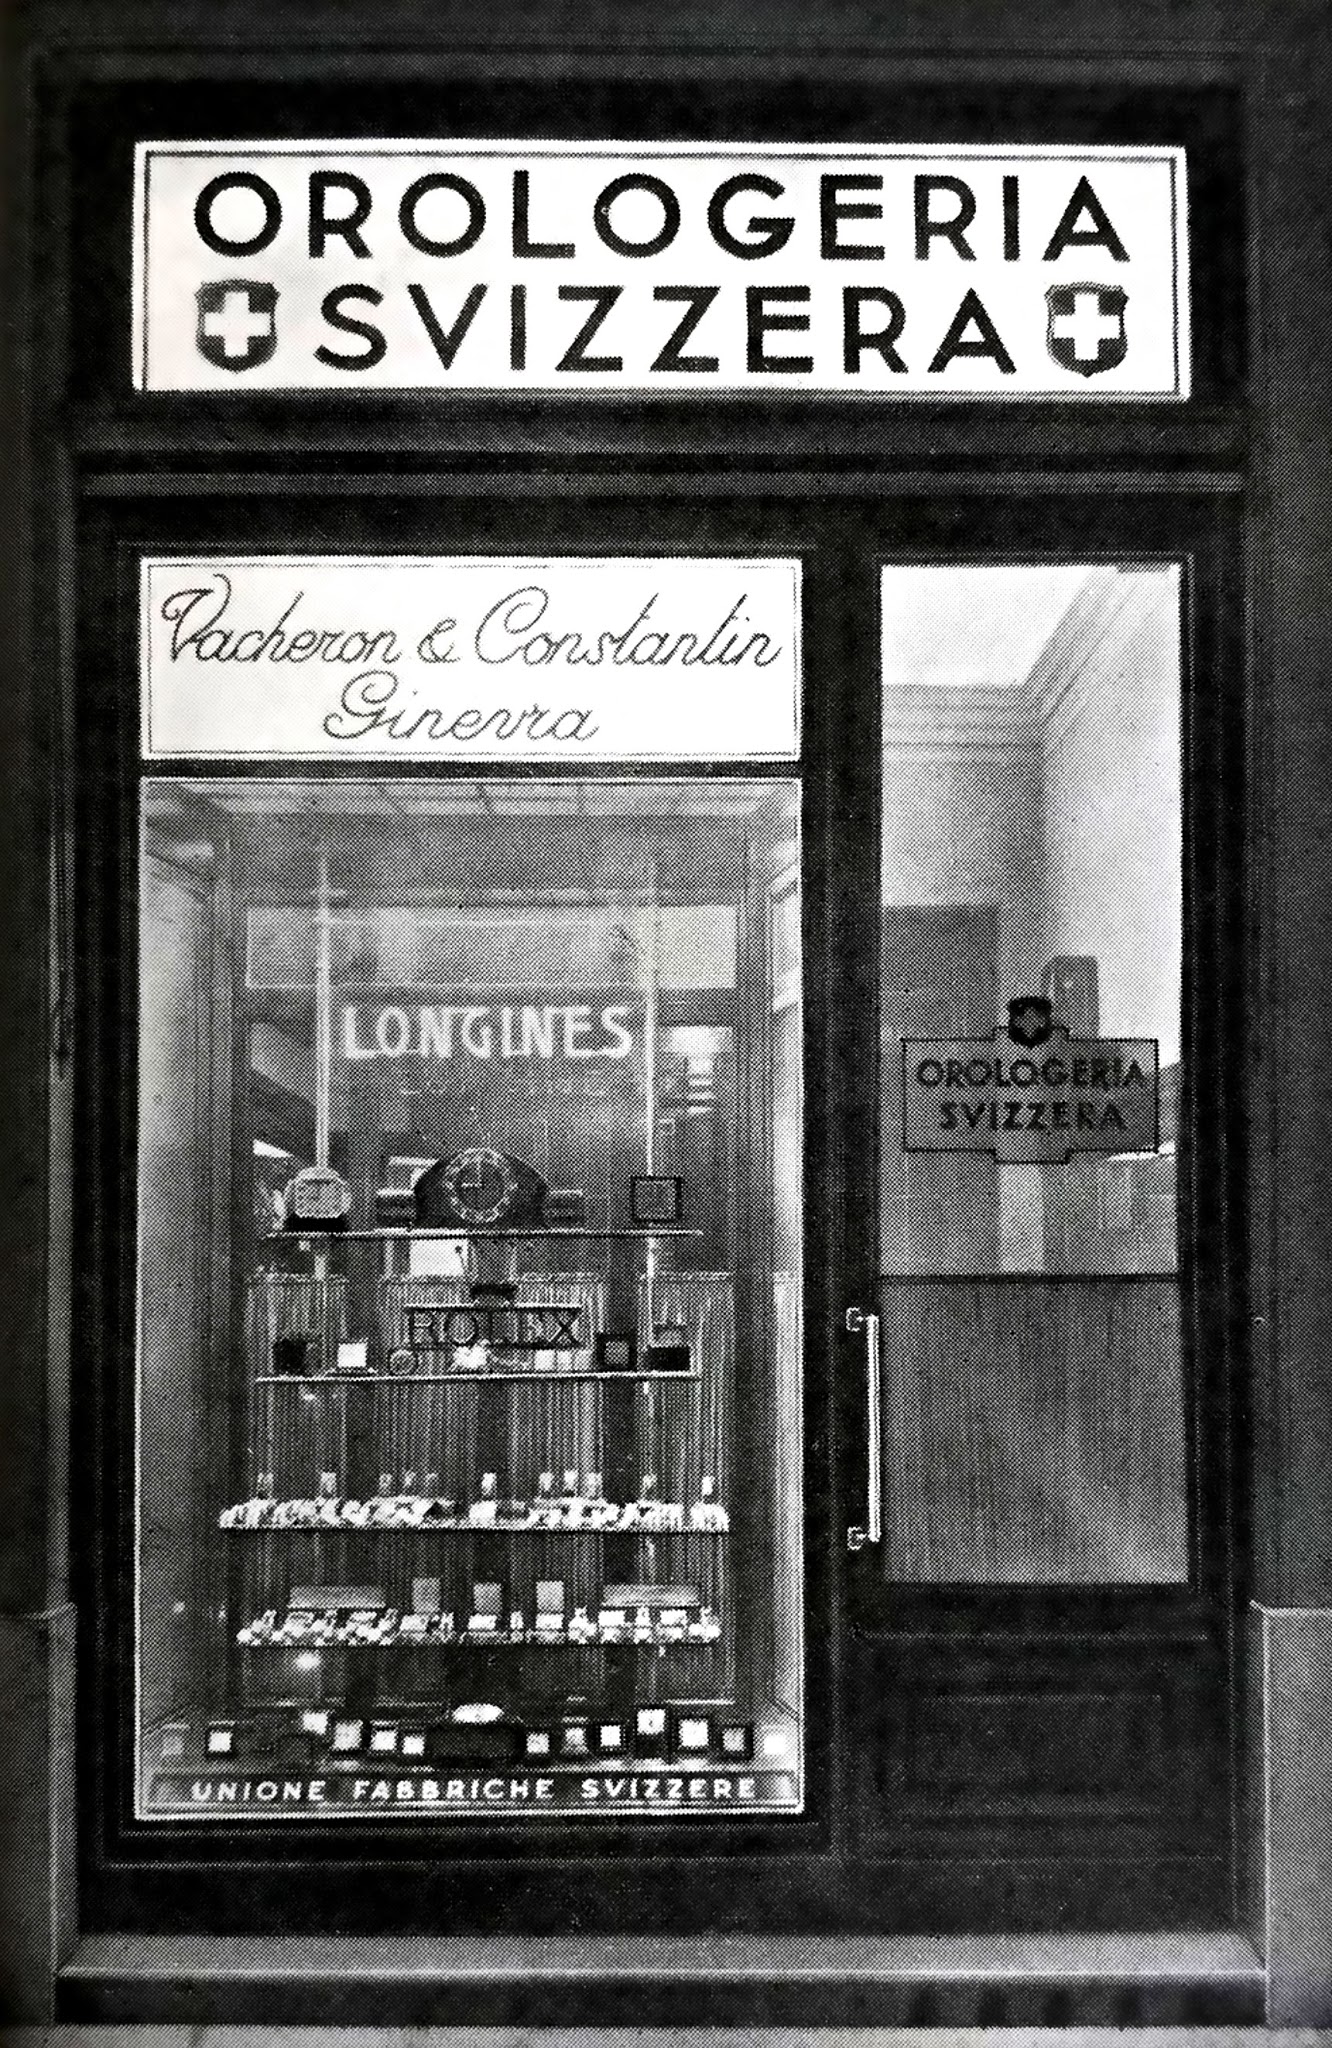 OROLOGERIA
SVIZZERA
Vacheron & Constantin
Ginevra
LONGINES
OROLOGERIA
SVIZZERA
ROLEX
UNIONE FABBRICHE SVIZZERE